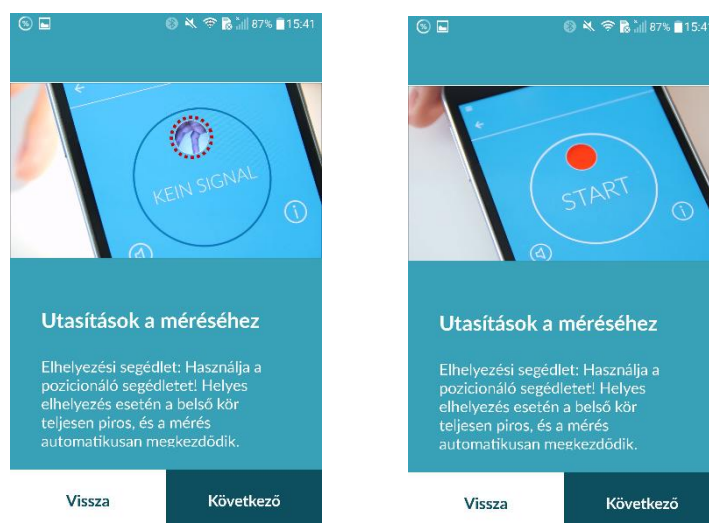 87% 15:41
KEIN SIGNAL
Utasítások a méréséhez
Elhelyezési segédlet: Használja a
pozicionáló segédletet! Helyes
elhelyezés esetén a belső kör
teljesen piros, és a mérés
automatikusan megkezdődik.
Vissza
Következő
87% 15:41
START
Utasítások a méréséhez
Elhelyezési segédlet: Használja a
pozicionáló segédletet! Helyes
elhelyezés esetén a belső kör
teljesen piros, és a mérés
automatikusan megkezdődik.
Vissza
Következő